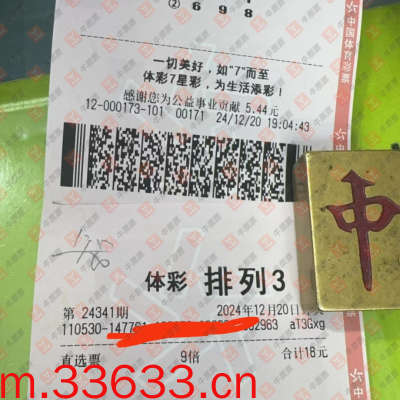 ② 6 9 8
一切美好，如“7”而至
体彩7星彩，为生活添彩！
感谢您为公益事业贡献 5.44元
12-000173-101 00171 24/12/20 19:04:43
中国体育彩票
中
体彩 排列3
第 24341期 2024年12月20日
110530-1477 2963 aT3Gxg
直选票 9倍 合计18元
m.33633.cn